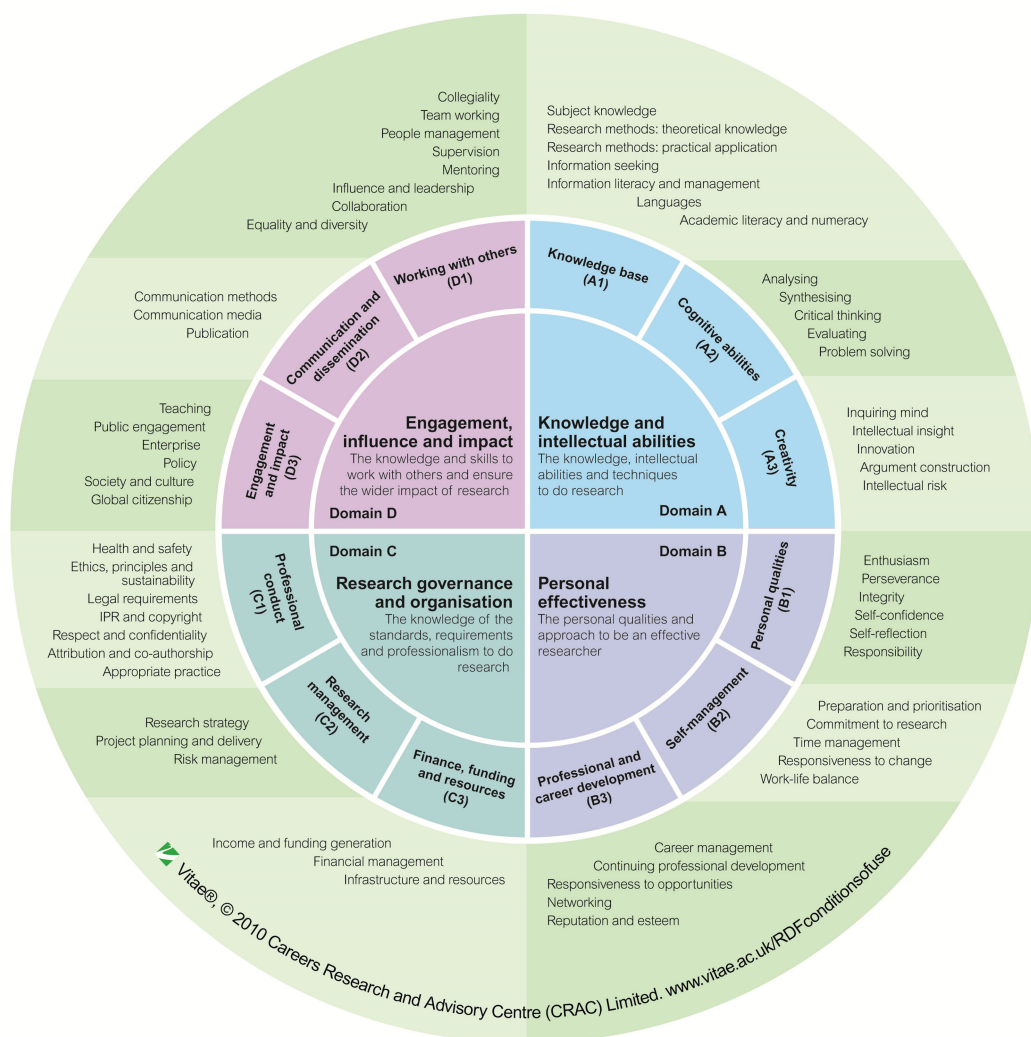 Collegiality
Team working
People management
Supervision
Mentoring
Influence and leadership
Collaboration
Equality and diversity
Subject knowledge
Research methods: theoretical knowledge
Research methods: practical application
Information seeking
Information literacy and management
Languages
Academic literacy and numeracy
Working with others
(D1)
Knowledge base
(A1)
Communication methods
Communication media
Publication
Communication and
dissemination
(D2)
Cognitive abilities
(A2)
Analysing
Synthesising
Critical thinking
Evaluating
Problem solving
Teaching
Public engagement
Enterprise
Policy
Society and culture
Global citizenship
Engagement
and impact
(D3)
Engagement,
influence and impact
The knowledge and skills to
work with others and ensure
the wider impact of research
Domain D
Knowledge and
intellectual abilities
The knowledge, intellectual
abilities and techniques
to do research
Domain A
Creativity
(A3)
Inquiring mind
Intellectual insight
Innovation
Argument construction
Intellectual risk
Health and safety
Ethics, principles and
sustainability
Legal requirements
IPR and copyright
Respect and confidentiality
Attribution and co-authorship
Appropriate practice
Professional
conduct
(C1)
Domain C
Research governance
and organisation
The knowledge of the
standards, requirements
and professionalism to do
research
Domain B
Personal
effectiveness
The personal qualities and
approach to be an effective
researcher
Personal qualities
(B1)
Enthusiasm
Perseverance
Integrity
Self-confidence
Self-reflection
Responsibility
Research strategy
Project planning and delivery
Risk management
Research
management
(C2)
Self-management
(B2)
Preparation and prioritisation
Commitment to research
Time management
Responsiveness to change
Work-life balance
Finance, funding
and resources
(C3)
Professional and
career development
(B3)
Income and funding generation
Financial management
Infrastructure and resources
Career management
Continuing professional development
Responsiveness to opportunities
Networking
Reputation and esteem
Vitae®, © 2010 Careers Research and Advisory Centre (CRAC) Limited. www.vitae.ac.uk/RDFconditionsofuse